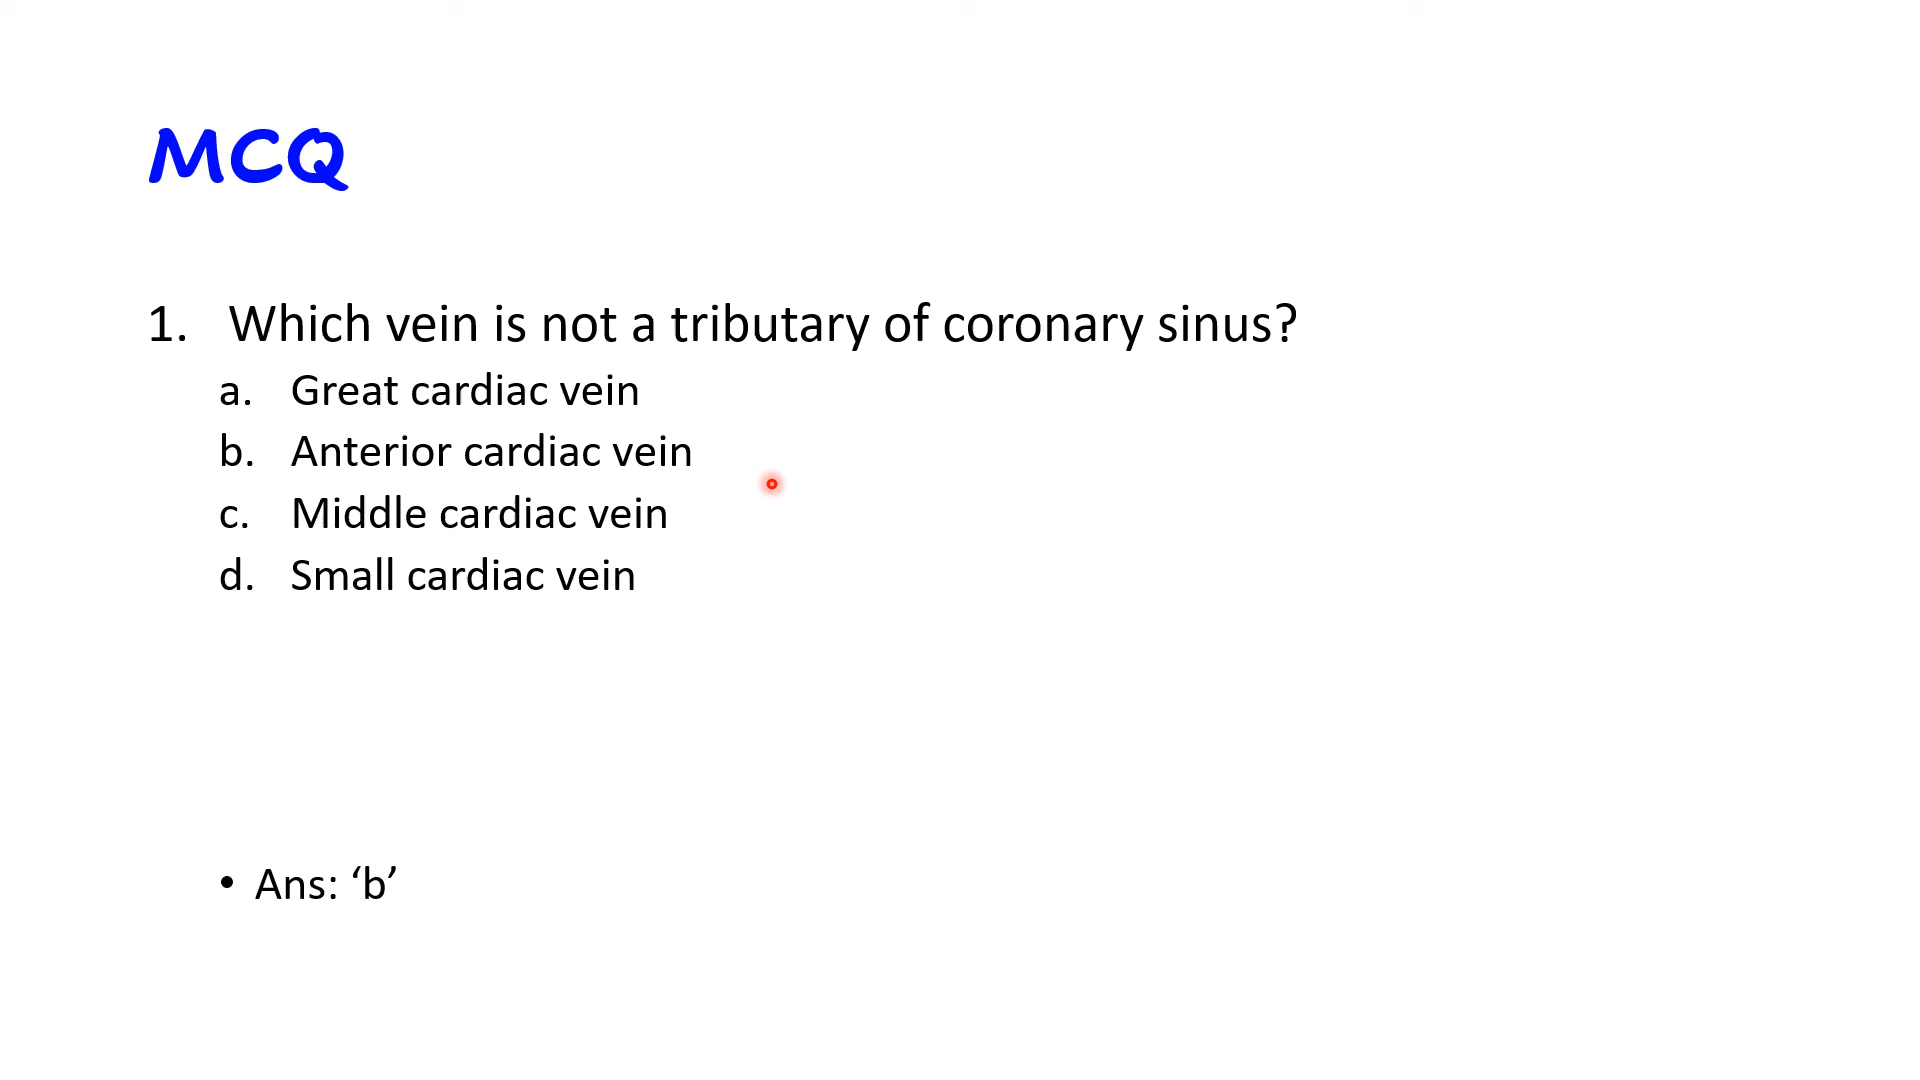 MCQ
1. Which vein is not a tributary of coronary sinus?
a. Great cardiac vein
b. Anterior cardiac vein
c. Middle cardiac vein
d. Small cardiac vein
• Ans: ‘b’